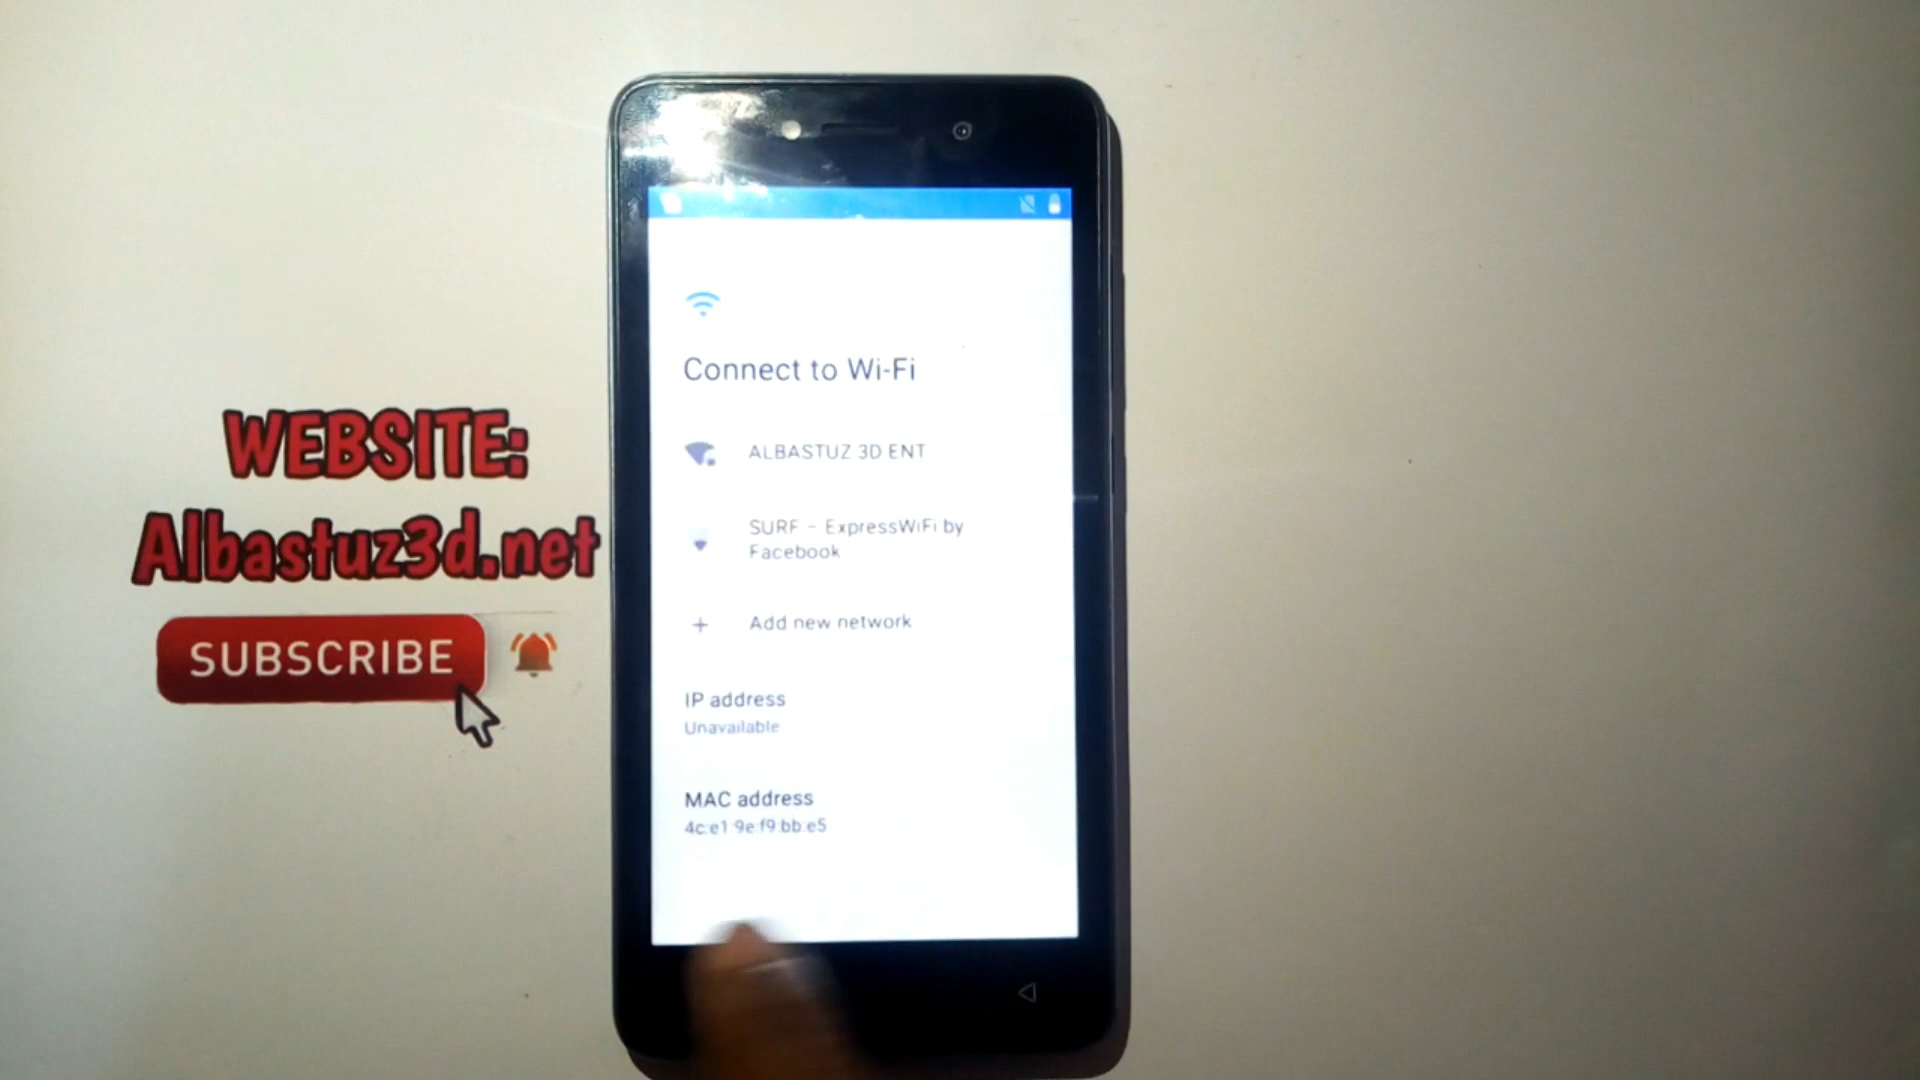 WEBSITE:
Albastuz3d.net
SUBSCRIBE
Connect to Wi-Fi
ALBASTUZ 3D ENT
SURF - ExpressWiFi by
Facebook
+ Add new network
IP address
Unavailable
MAC address
4c:e1:9e:f9:bb:e5